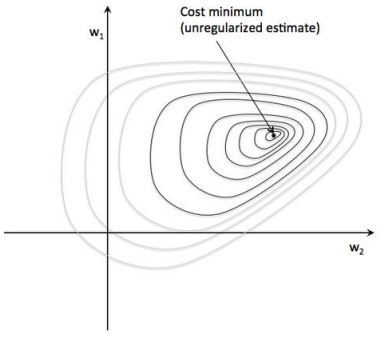 Cost minimum
(unregularized estimate)
w₁
w₂